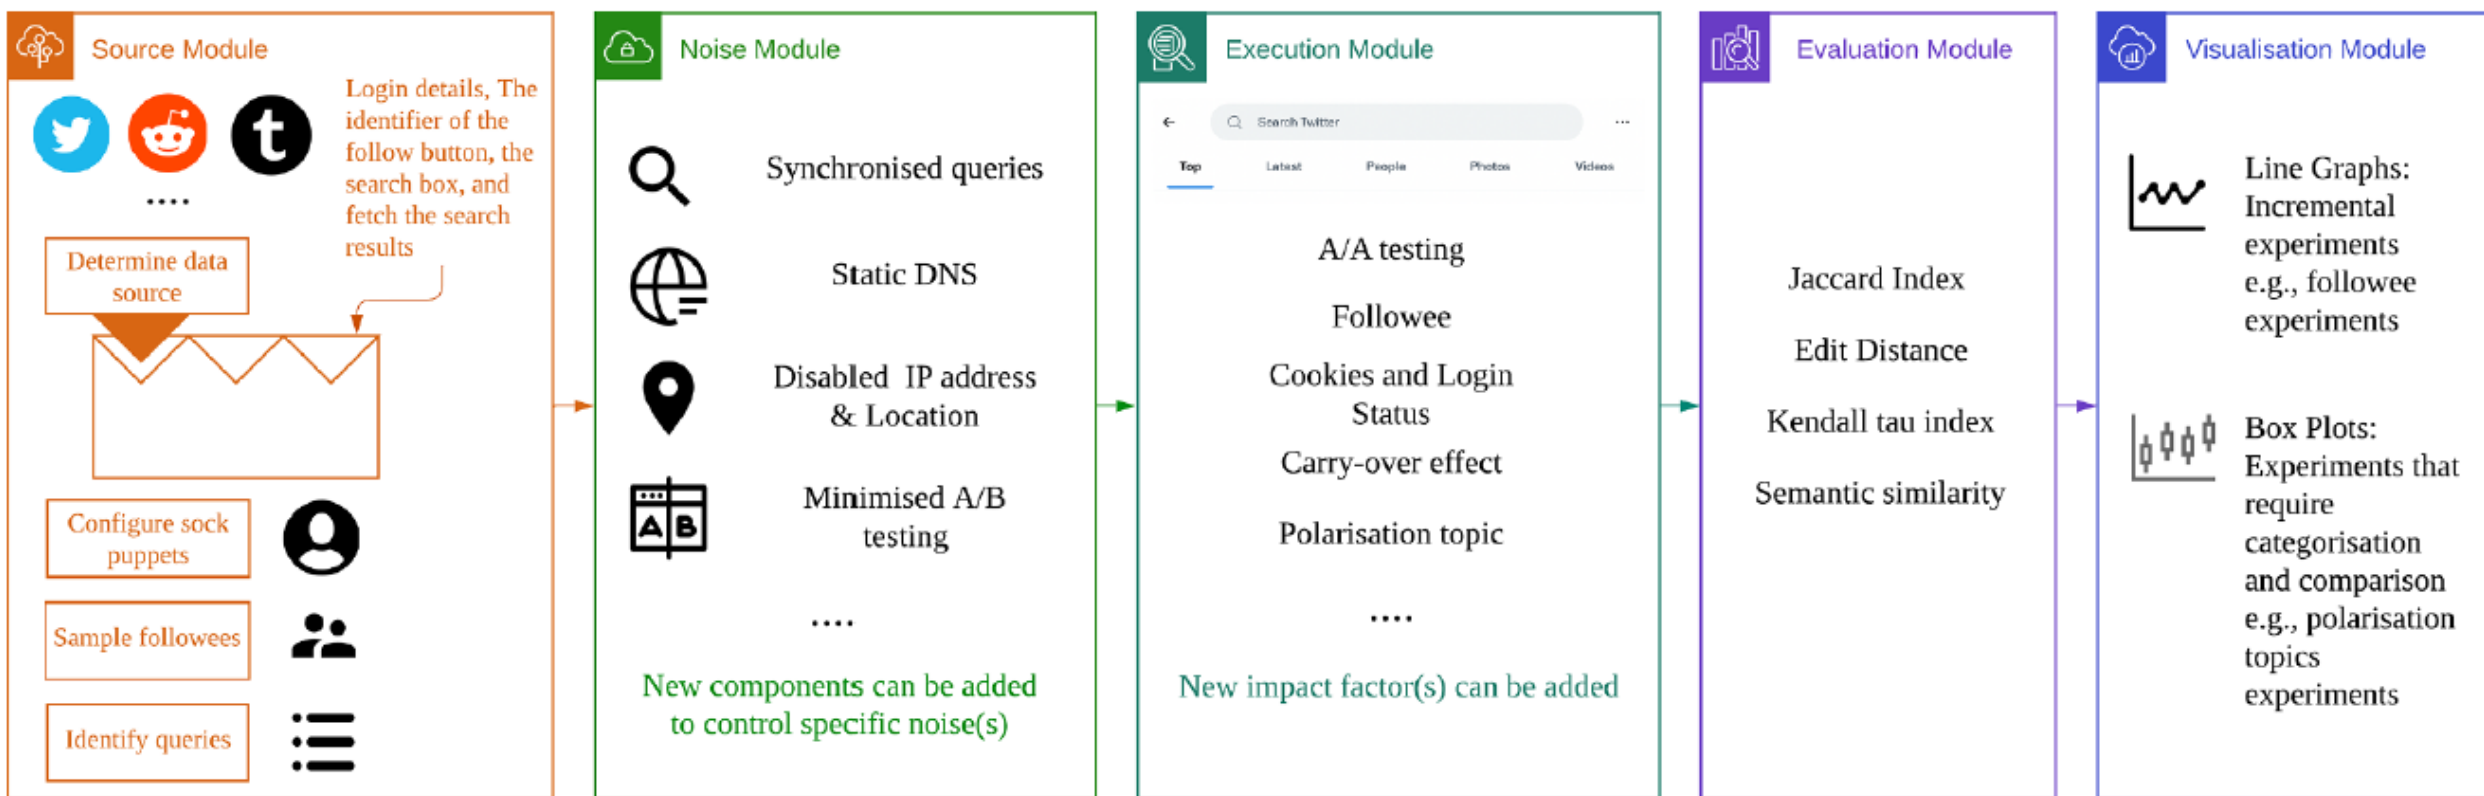 Source Module
Login details, The
identifier of the
follow button, the
search box, and
fetch the search
results
....
Determine data
source
Configure sock
puppets
Sample followees
Identify queries
Noise Module
Synchronised queries
Static DNS
Disabled IP address
& Location
A B
Minimised A/B
testing
....
New components can be added
to control specific noise(s)
Execution Module
Search Twitter
Top Latest People Photos Videos
A/A testing
Followee
Cookies and Login
Status
Carry-over effect
Polarisation topic
....
New impact factor(s) can be added
Evaluation Module
Jaccard Index
Edit Distance
Kendall tau index
Semantic similarity
Visualisation Module
Line Graphs:
Incremental
experiments
e.g., followee
experiments
Box Plots:
Experiments that
require
categorisation
and comparison
e.g., polarisation
topics
experiments